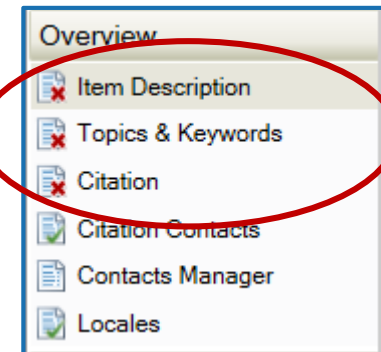 Overview
Item Description
Topics & Keywords
Citation
Citation Contacts
Contacts Manager
Locales